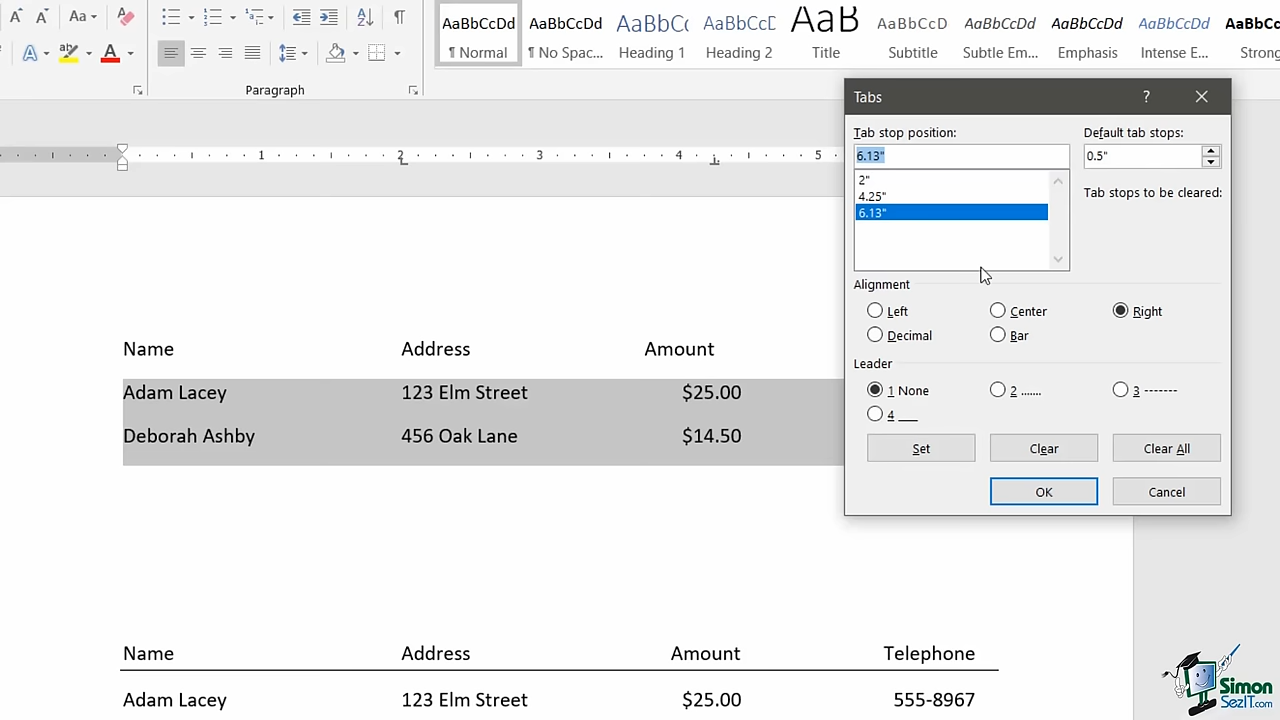 Aa
AaBbCcDd
AaBbCcDd
AaBbCc
AaBbCcD
AaB
AaBbCcD
AaBbCcDd
AaBbCcDd
AaBbCcDd
AaBbCc
¶ Normal
¶ No Spac...
Heading 1
Heading 2
Title
Subtitle
Subtle Em...
Emphasis
Intense E...
Strong
Paragraph
1 2 3 4 5
Tabs
?
Tab stop position:
Default tab stops:
6.13"
0.5"
2"
4.25"
6.13"
Tab stops to be cleared:
Alignment
Left
Center
Right
Decimal
Bar
Leader
1 None
2 .......
3 -------
4 ___
Set
Clear
Clear All
OK
Cancel
Name Address Amount
Adam Lacey 123 Elm Street $25.00
Deborah Ashby 456 Oak Lane $14.50
Name Address Amount Telephone
Adam Lacey 123 Elm Street $25.00 555-8967
Simon
SezIT.com